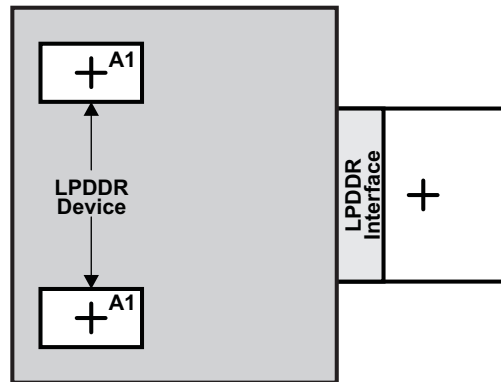 A1
LPDDR
Device
A1
LPDDR
Interface